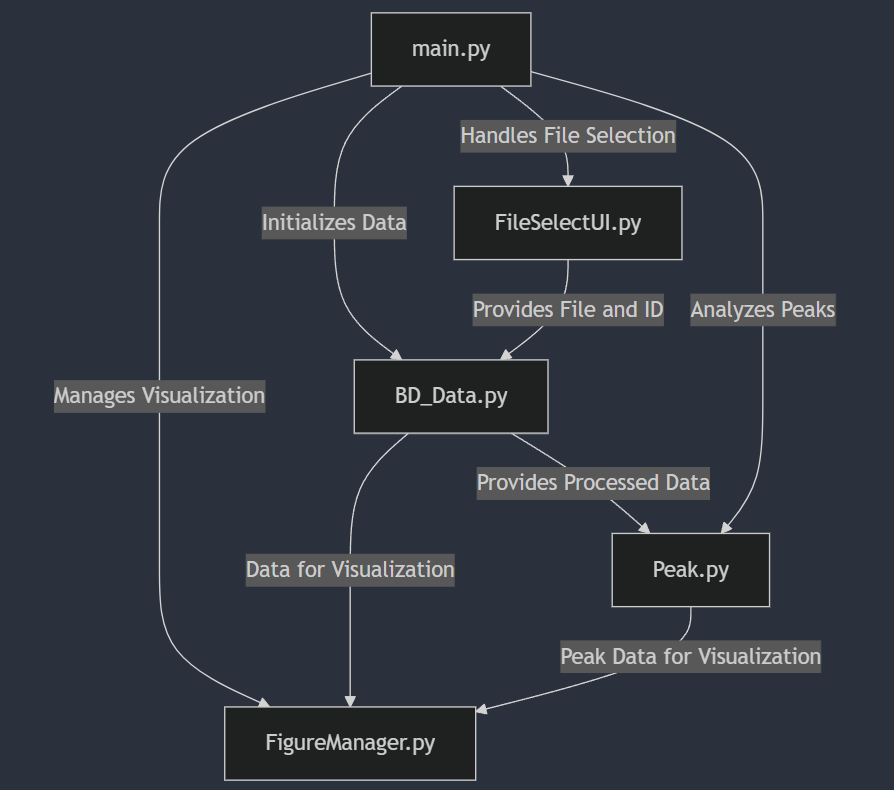 main.py
Handles File Selection
Initializes Data
FileSelectUI.py
Provides File and ID
Analyzes Peaks
Manages Visualization
BD_Data.py
Provides Processed Data
Data for Visualization
Peak.py
Peak Data for Visualization
FigureManager.py